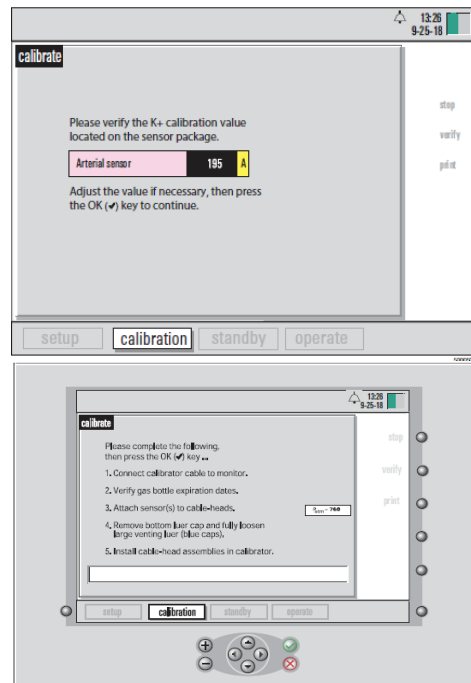 13:26
9-25-18
calibrate
Please verify the K+ calibration value
located on the sensor package.
Arterial sensor 195 A
Adjust the value if necessary, then press
the OK (✔) key to continue.
stop
verify
print
setup calibration standby operate
13:26
9-25-18
calibrate
Please complete the following,
then press the OK (✔) key ...
1. Connect calibrator cable to monitor.
2. Verify gas bottle expiration dates.
3. Attach sensor(s) to cable-heads.
4. Remove bottom luer cap and fully loosen
large venting luer (blue caps).
5. Install cable-head assemblies in calibrator.
stop
verify
print
setup calibration standby operate